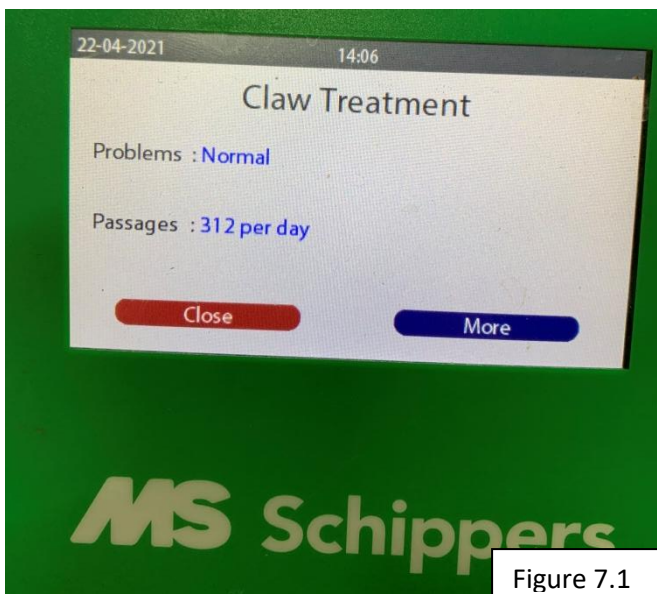 22-04-2021 14:06
Claw Treatment
Problems : Normal
Passages : 312 per day
Close More
MS Schippers
Figure 7.1